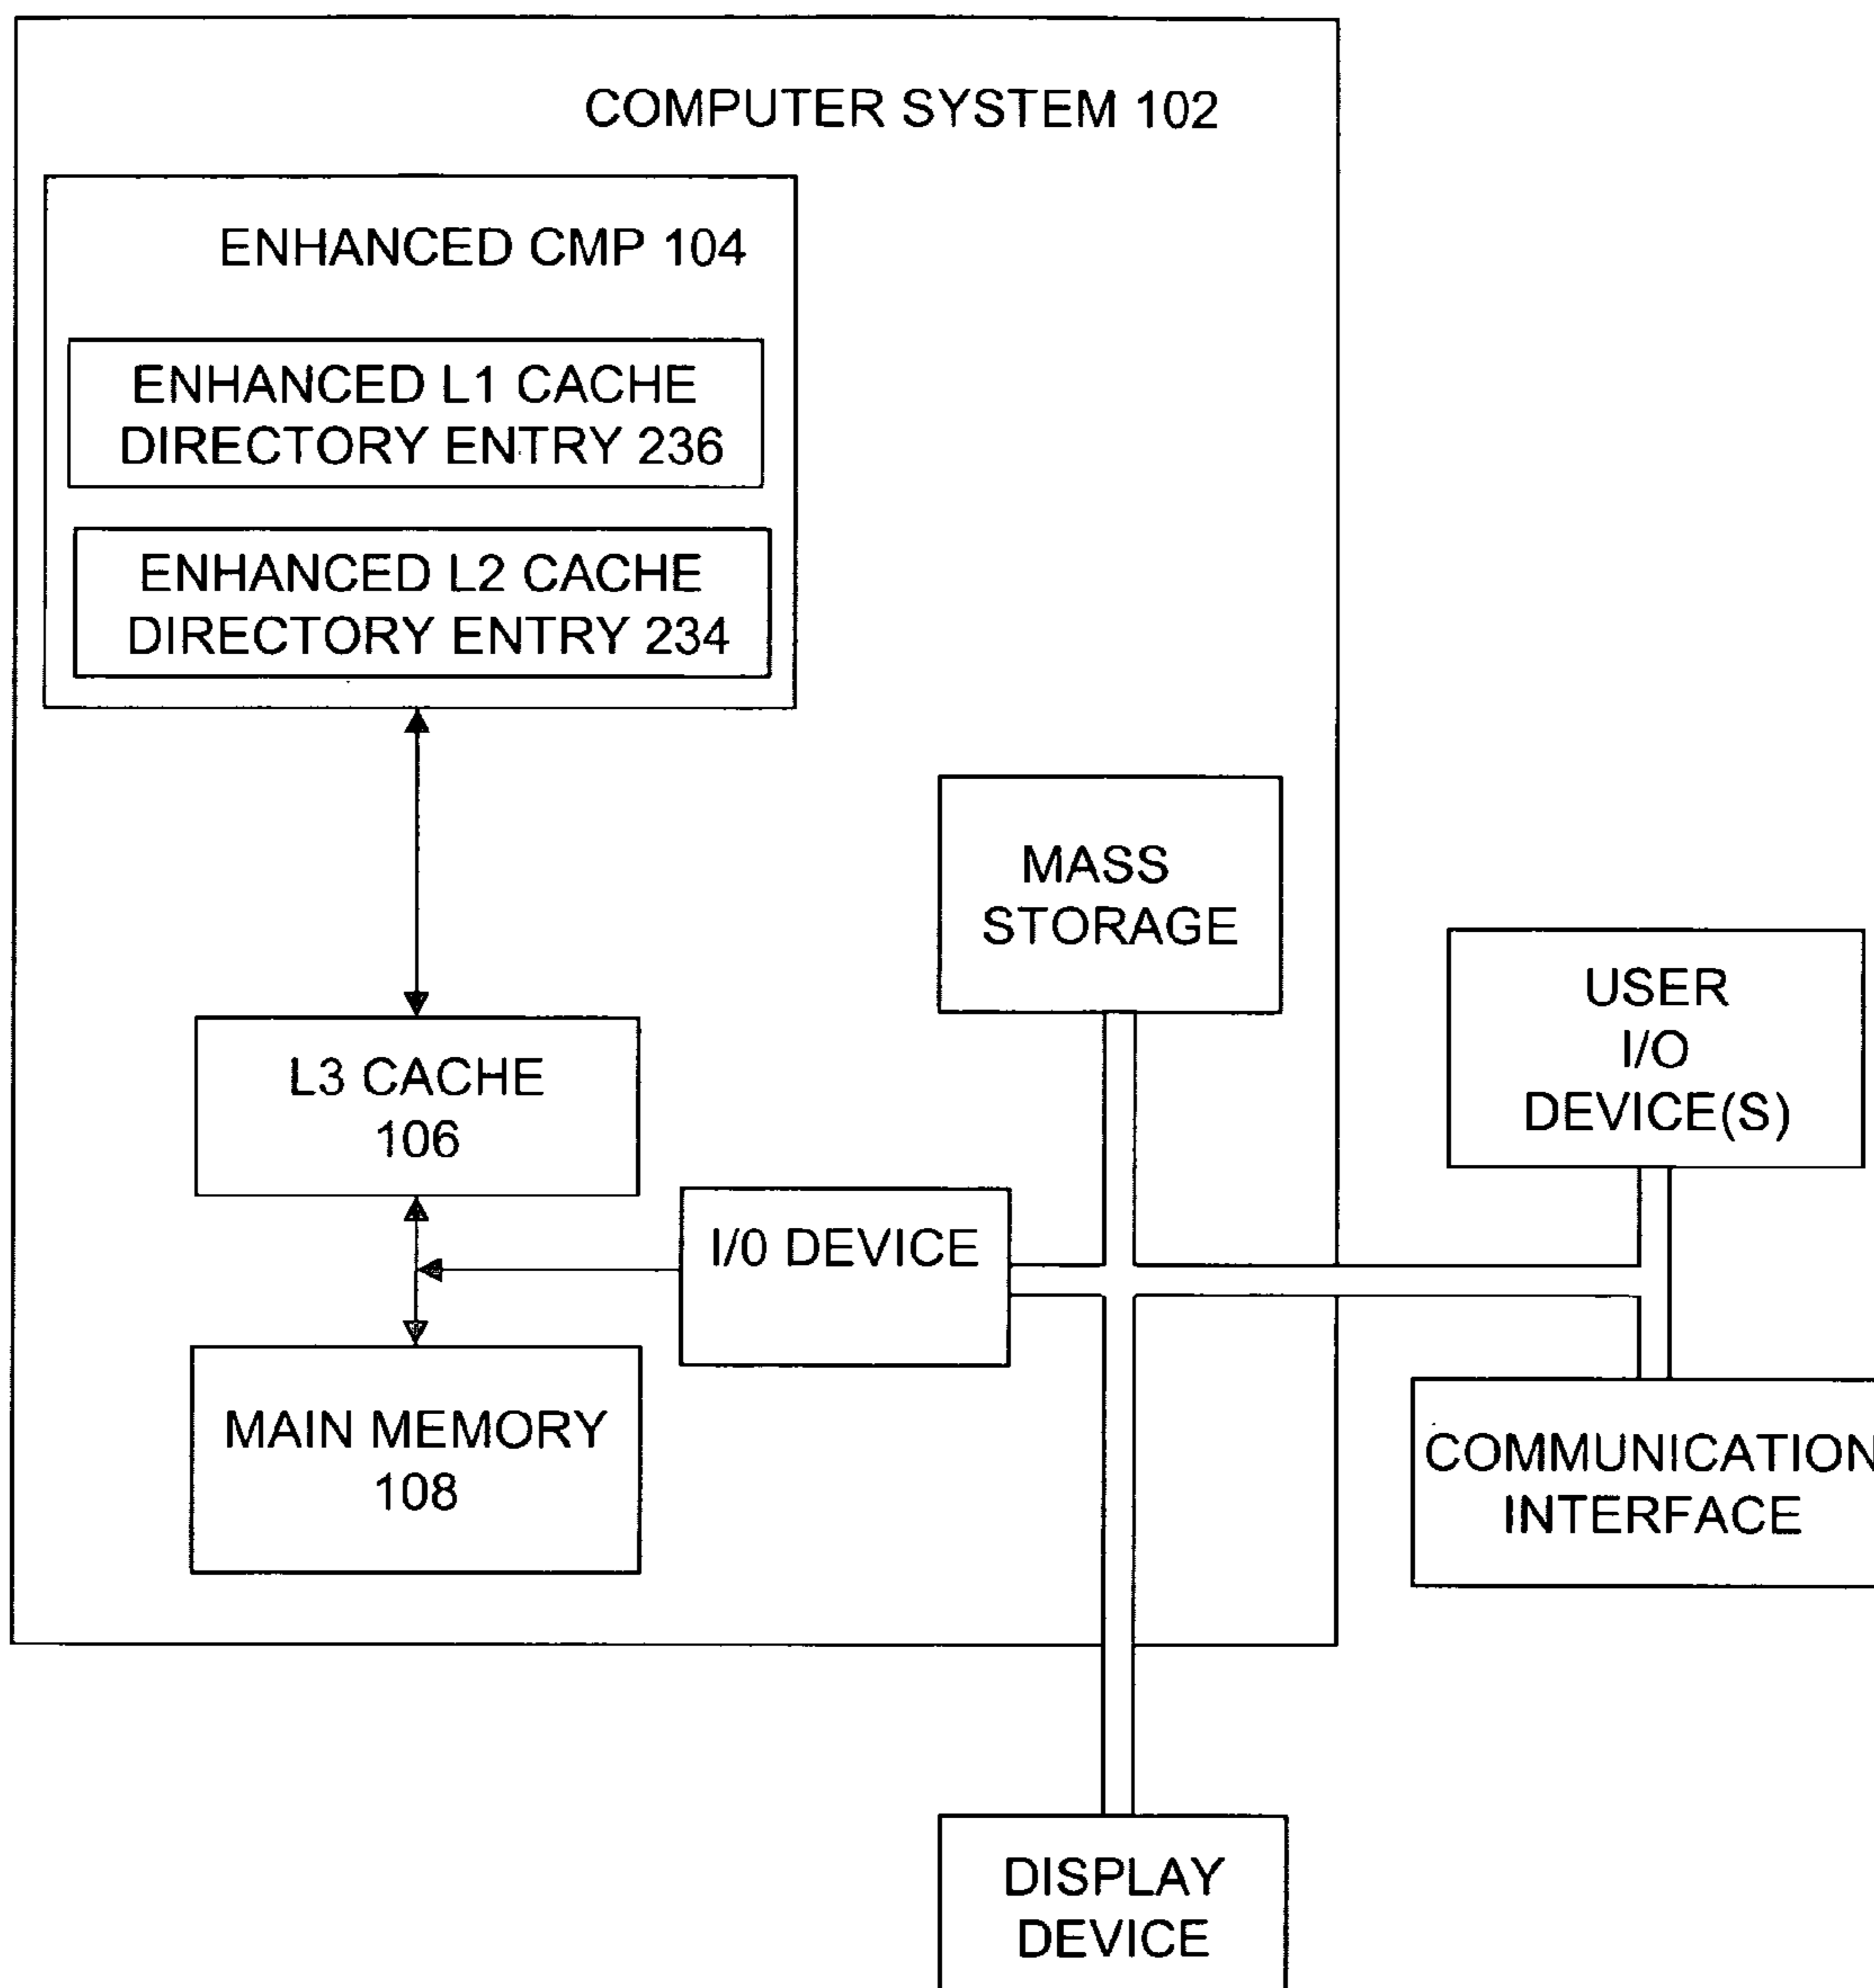 COMPUTER SYSTEM 102
ENHANCED CMP 104
ENHANCED L1 CACHE
DIRECTORY ENTRY 236
ENHANCED L2 CACHE
DIRECTORY ENTRY 234
MASS
STORAGE
USER
I/O
DEVICE(S)
L3 CACHE
106
I/0 DEVICE
MAIN MEMORY
108
COMMUNICATION
INTERFACE
DISPLAY
DEVICE